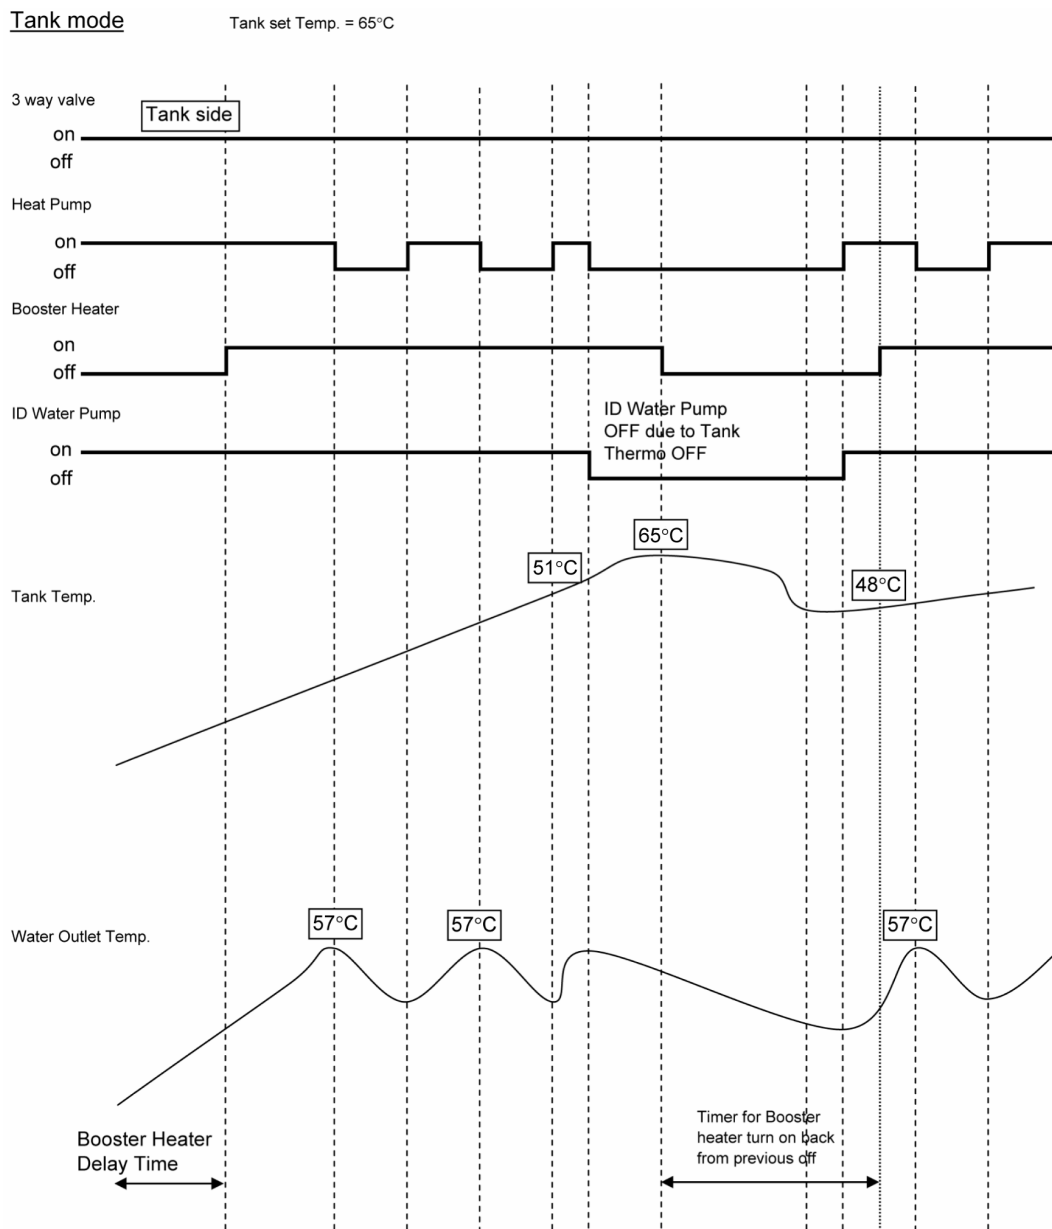 Tank mode
Tank set Temp. = 65°C
3 way valve
Tank side
on
off
Heat Pump
on
off
Booster Heater
on
off
ID Water Pump
ID Water Pump
OFF due to Tank
Thermo OFF
on
off
65°C
51°C
48°C
Tank Temp.
57°C
57°C
57°C
Water Outlet Temp.
Booster Heater
Delay Time
Timer for Booster
heater turn on back
from previous off